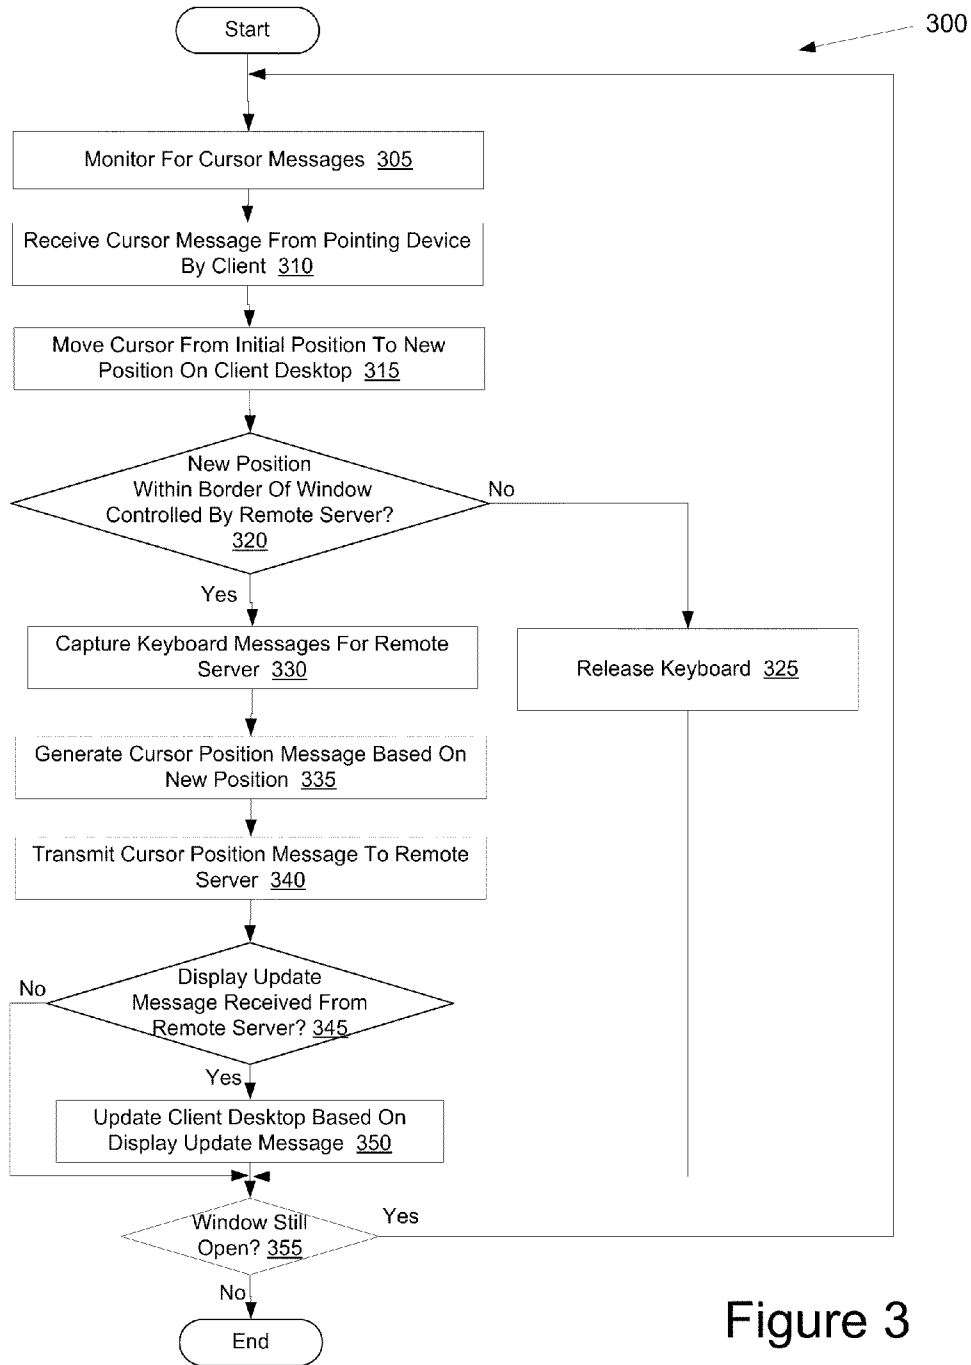 Start
300
Monitor For Cursor Messages 305
Receive Cursor Message From Pointing Device
By Client 310
Move Cursor From Initial Position To New
Position On Client Desktop 315
New Position
Within Border Of Window
Controlled By Remote Server?
320
No
Yes
Capture Keyboard Messages For Remote
Server 330
Release Keyboard 325
Generate Cursor Position Message Based On
New Position 335
Transmit Cursor Position Message To Remote
Server 340
Display Update
Message Received From
Remote Server? 345
No
Yes
Update Client Desktop Based On
Display Update Message 350
Window Still
Open? 355
Yes
No
End
Figure 3